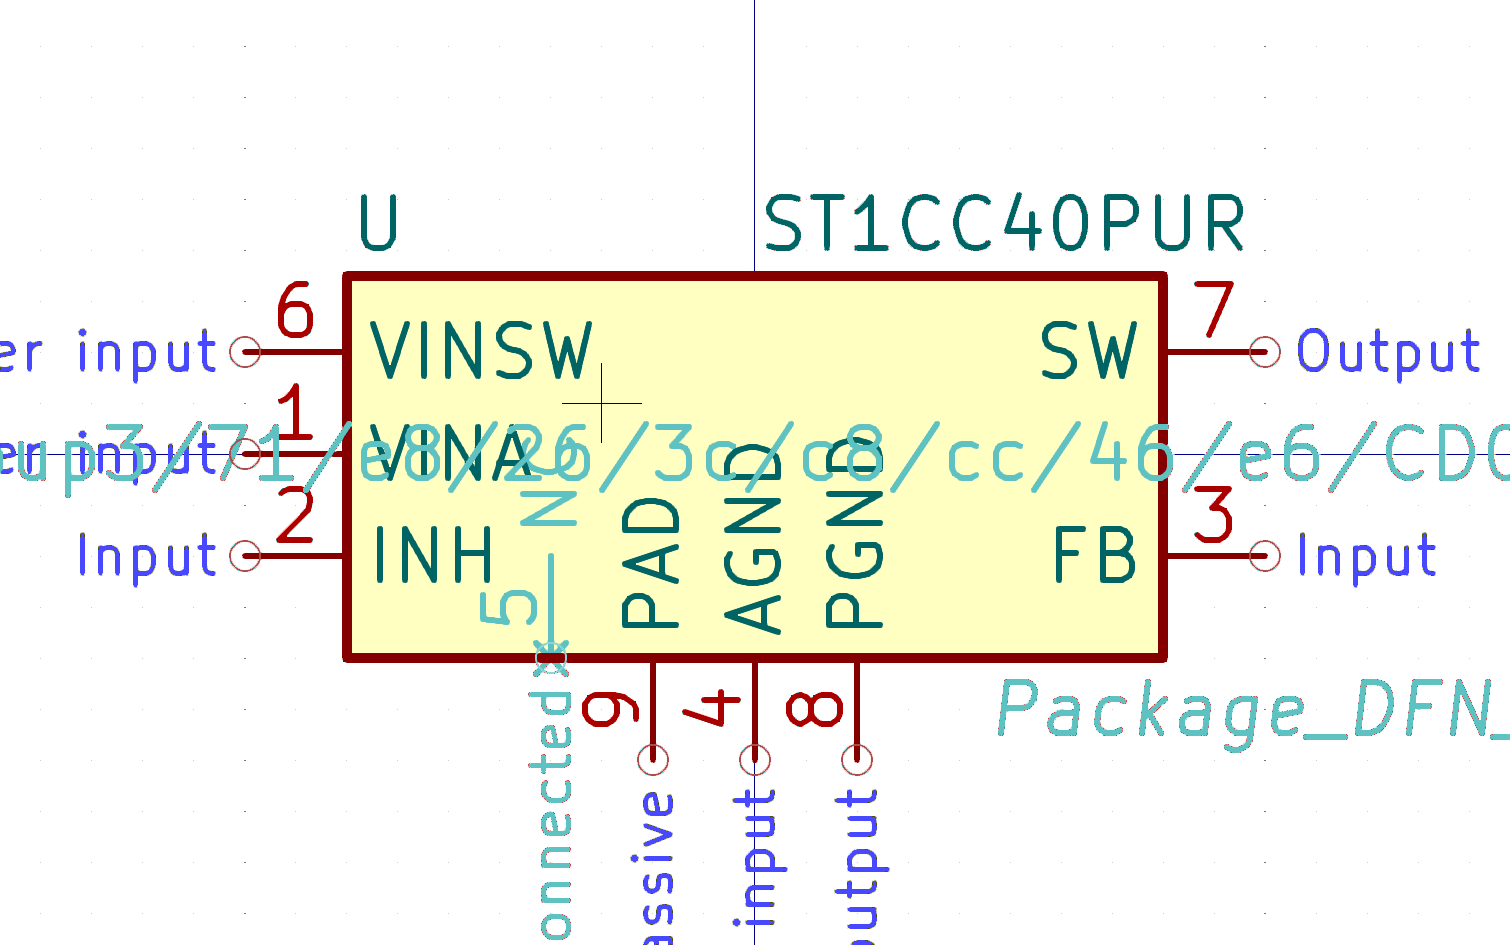 U
ST1CC40PUR
6
7
er input
VINSW
SW
Output
1
er input
VINA
up3/71/e8/26/3c/c8/cc/46/e6/CD0
2
3
Input
INH
FB
Input
NC
5
PAD
AGND
PGND
9
4
8
Package_DFN_
onnected
assive
input
output